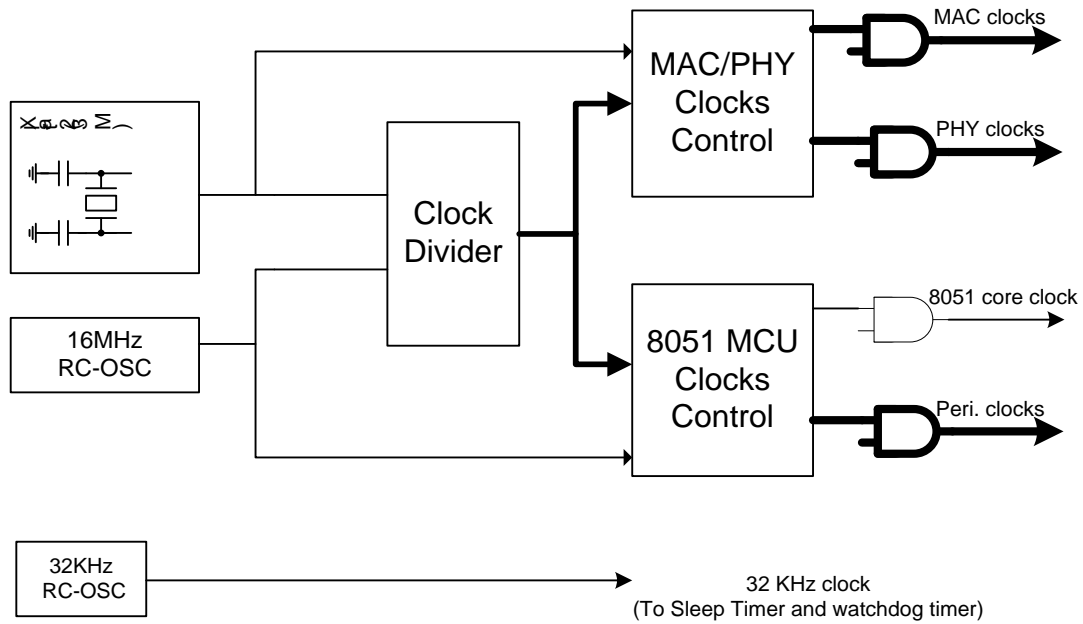 MAC clocks
MAC/PHY
Clocks
Control
PHY clocks
Clock
Divider
8051 core clock
16MHz
RC-OSC
8051 MCU
Clocks
Control
Peri. clocks
32KHz
RC-OSC
32 KHz clock
(To Sleep Timer and watchdog timer)